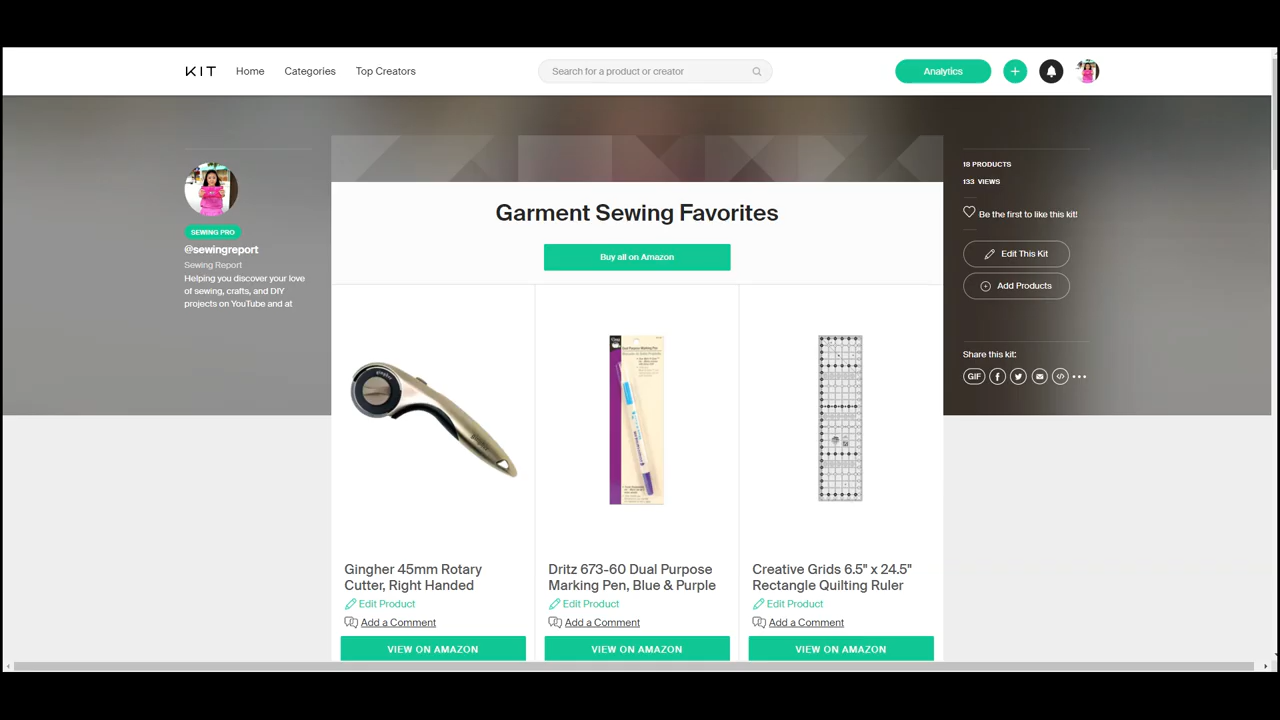 KIT
Home
Categories
Top Creators
Search for a product or creator
Analytics
SEWING PRO
@sewingreport
Sewing Report
Helping you discover your love
of sewing, crafts, and DIY
projects on YouTube and at
Garment Sewing Favorites
Buy all on Amazon
18 PRODUCTS
133 VIEWS
Be the first to like this kit!
Edit This Kit
Add Products
Share this kit:
GIF
Gingher 45mm Rotary
Cutter, Right Handed
Edit Product
Add a Comment
VIEW ON AMAZON
Dritz 673-60 Dual Purpose
Marking Pen, Blue & Purple
Edit Product
Add a Comment
VIEW ON AMAZON
Creative Grids 6.5" x 24.5"
Rectangle Quilting Ruler
Edit Product
Add a Comment
VIEW ON AMAZON